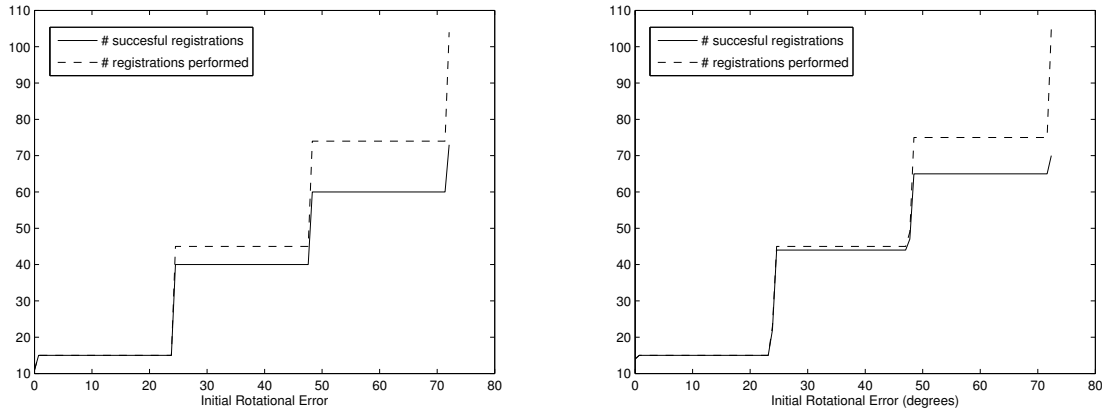 110
100
90
80
70
60
50
40
30
20
10
0 10 20 30 40 50 60 70 80
Initial Rotational Error
# succesful registrations
# registrations performed
110
100
90
80
70
60
50
40
30
20
10
0 10 20 30 40 50 60 70 80
Initial Rotational Error (degrees)
# succesful registrations
# registrations performed